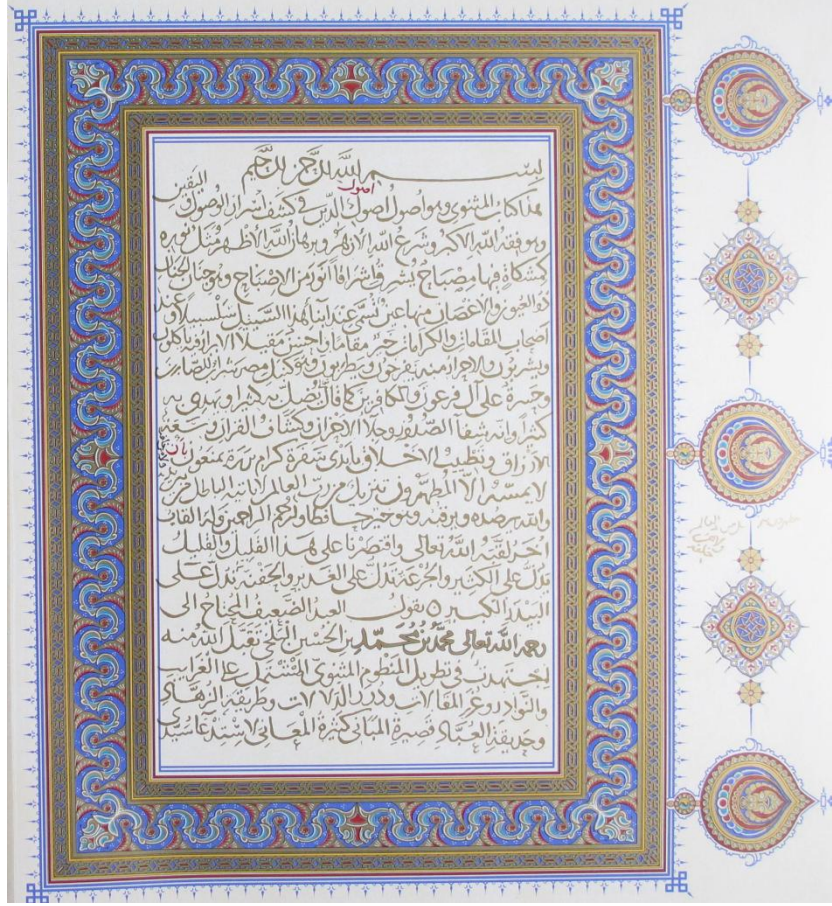 بسم الله الرحمن الرحيم
هذا كتاب المثنوي وهو اصول اصول اصول الدين في كشف اسرار الوصول و اليقين
وهو فقه الله الاكبر وشرع الله الازهر وبرهان الله الاظهر مثل نوره
كمشكاة فيها مصباح يشرق اشراقا انور من الاصباح وهو جنان الجنان
ذو العيون والاغصان منها عين تسمى عند ابناء هذا السبيل سلسبيلا وعند
اصحاب المقامات والكرامات خير مقاما واحسن مقيلا الابرار فيه ياكلون
ويشربون والاحرار منه يفرحون ويطربون وهو كنيل مصر شراب للصابرين
وحسرة على آل فرعون والكافرين كما قال يضل به كثيرا ويهدي به
كثيرا وانه شفا الصدور وجلا الاحزان وكشاف القران وسعة
الارزاق وتطييب الاخلاق بايدي سفرة كرام بررة يمنعون بان
لا يمسه الا المطهرون تنزيل من رب العالمين لا ياتيه الباطل من
والله يرصده ويرقبه وهو خير حافظا وهو ارحم الراحمين وله القاب
اخر لقبه الله تعالى واقتصرنا على هذا القليل والقليل
يدل على الكثير والجرعة تدل على الغدير والحفنة تدل على
البيدر الكبير ٥ يقول العبد الضعيف المحتاج الى
رحمة الله تعالى محمد بن محمد بن الحسين البلخي تقبل الله منه
اجتهدت في تطويل المنظوم المثنوي المشتمل على الغرايب
والنوادر وغرر المقالات ودرر الدلالات وطريقة الزهاد
وحديقة العباد قصيرة المباني كثيرة المعاني لاستدعا سيدي